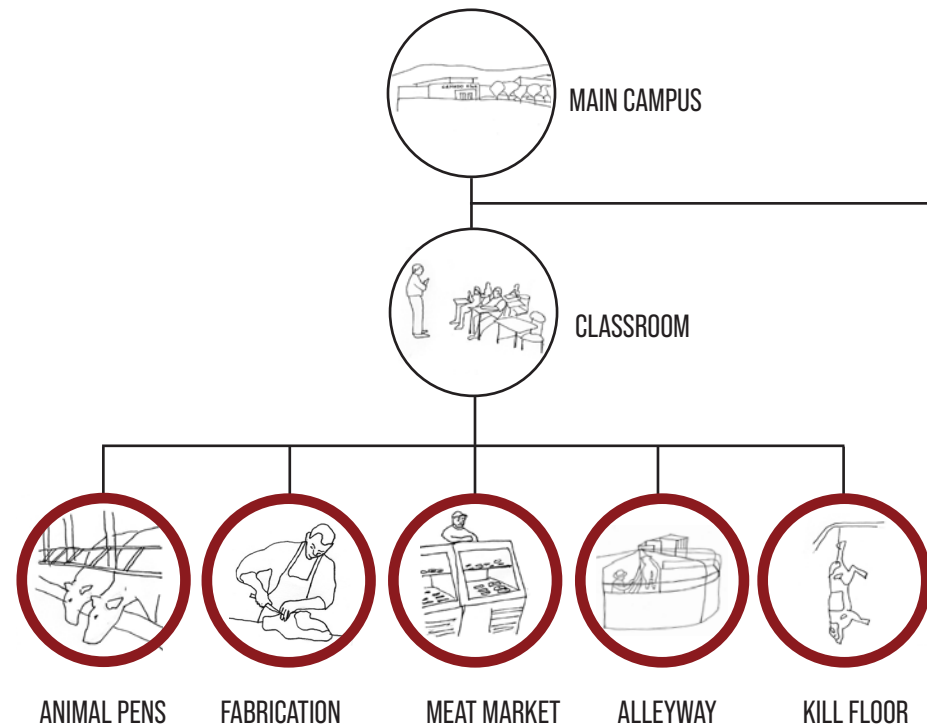 MAIN CAMPUS
CLASSROOM
ANIMAL PENS
FABRICATION
MEAT MARKET
ALLEYWAY
KILL FLOOR